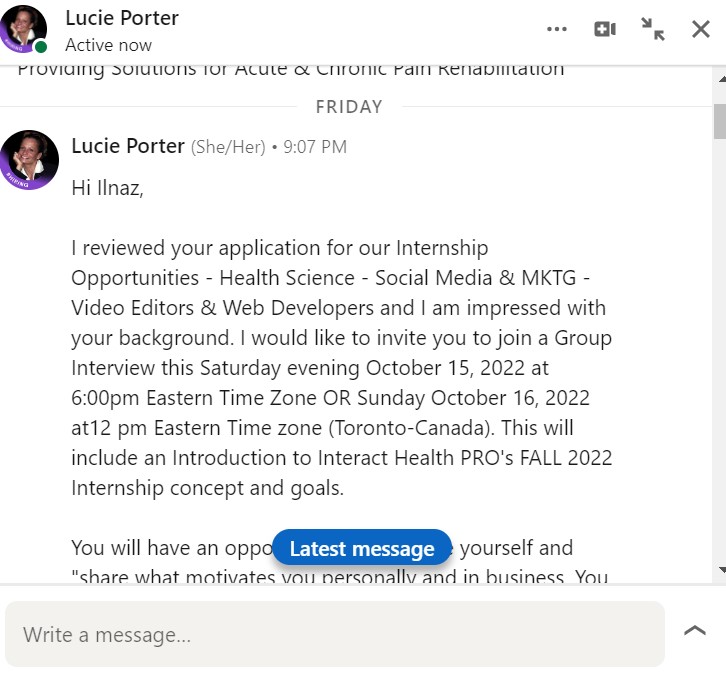 Lucie Porter
Active now
Providing Solutions for Acute & Chronic Pain Rehabilitation
FRIDAY
Lucie Porter (She/Her) • 9:07 PM
Hi Ilnaz,
I reviewed your application for our Internship
Opportunities - Health Science - Social Media & MKTG -
Video Editors & Web Developers and I am impressed with
your background. I would like to invite you to join a Group
Interview this Saturday evening October 15, 2022 at
6:00pm Eastern Time Zone OR Sunday October 16, 2022
at12 pm Eastern Time zone (Toronto-Canada). This will
include an Introduction to Interact Health PRO's FALL 2022
Internship concept and goals.
You will have an oppo Latest message yourself and
"share what motivates you personally and in business. You
Write a message...